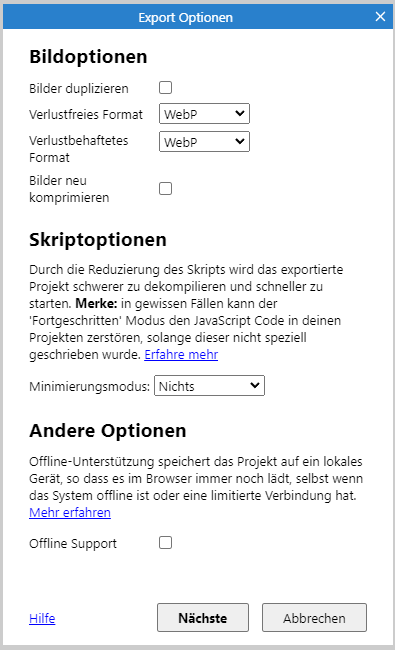 Export Options
Bildoptionen
Bilder duplizieren
Verlustfreies Format WebP
Verlustbehaftetes
Format WebP
Bilder neu
komprimieren
Skriptoptionen
Durch die Reduzierung des Skripts wird das exportierte
Projekt schwerer zu dekompilieren und schneller zu
starten. Merke: in gewissen Fällen kann der
'Fortgeschritten' Modus den JavaScript Code in deinen
Projekten zerstören, solange dieser nicht speziell
geschrieben wurde. Erfahre mehr
Minimierungsmodus: Nichts
Andere Optionen
Offline-Unterstützung speichert das Projekt auf ein lokales
Gerät, so dass es im Browser immer noch lädt, selbst wenn
das System offline ist oder eine limitierte Verbindung hat.
Mehr erfahren
Offline Support
Hilfe Nächste Abbrechen